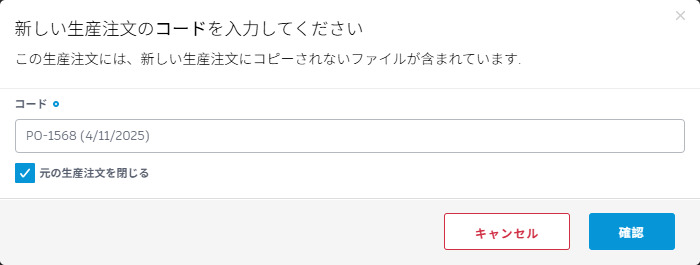 新しい生産注文のコードを入力してください
この生産注文には、新しい生産注文にコピーされないファイルが含まれています.
コード
PO-1568 (4/11/2025)
元の生産注文を閉じる
キャンセル
確認